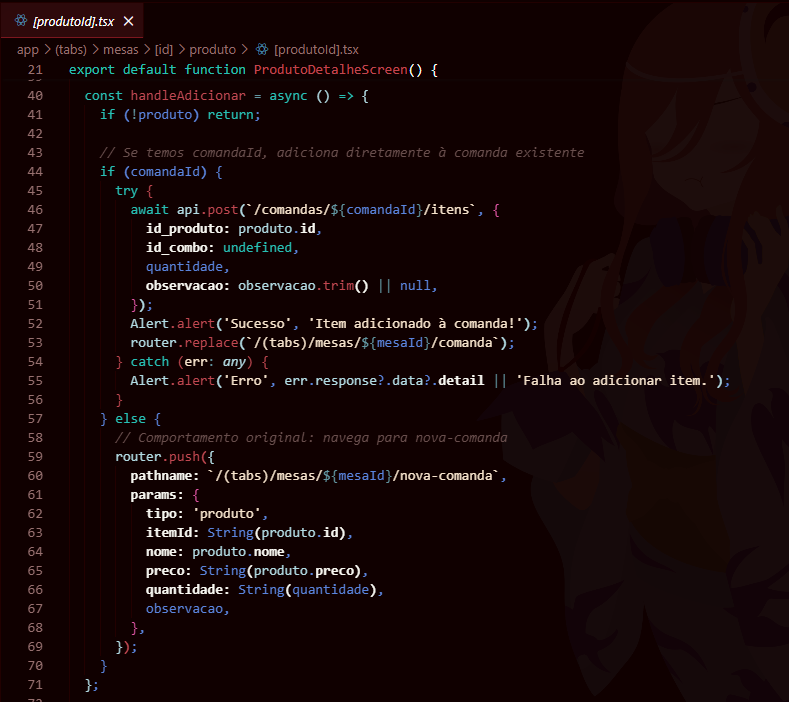 [produtoId].tsx
app > (tabs) > mesas > [id] > produto > [produtoId].tsx
21 export default function ProdutoDetalheScreen() {
40 const handleAdicionar = async () => {
41 if (!produto) return;
42
43 // Se temos comandaId, adiciona diretamente à comanda existente
44 if (comandaId) {
45 try {
46 await api.post(`/comandas/${comandaId}/itens`, {
47 id_produto: produto.id,
48 id_combo: undefined,
49 quantidade,
50 observacao: observacao.trim() || null,
51 });
52 Alert.alert('Sucesso', 'Item adicionado à comanda!');
53 router.replace(`/(tabs)/mesas/${mesaId}/comanda`);
54 } catch (err: any) {
55 Alert.alert('Erro', err.response?.data?.detail || 'Falha ao adicionar item.');
56 }
57 } else {
58 // Comportamento original: navega para nova-comanda
59 router.push({
60 pathname: `/(tabs)/mesas/${mesaId}/nova-comanda`,
61 params: {
62 tipo: 'produto',
63 itemId: String(produto.id),
64 nome: produto.nome,
65 preco: String(produto.preco),
66 quantidade: String(quantidade),
67 observacao,
68 },
69 });
70 }
71 };